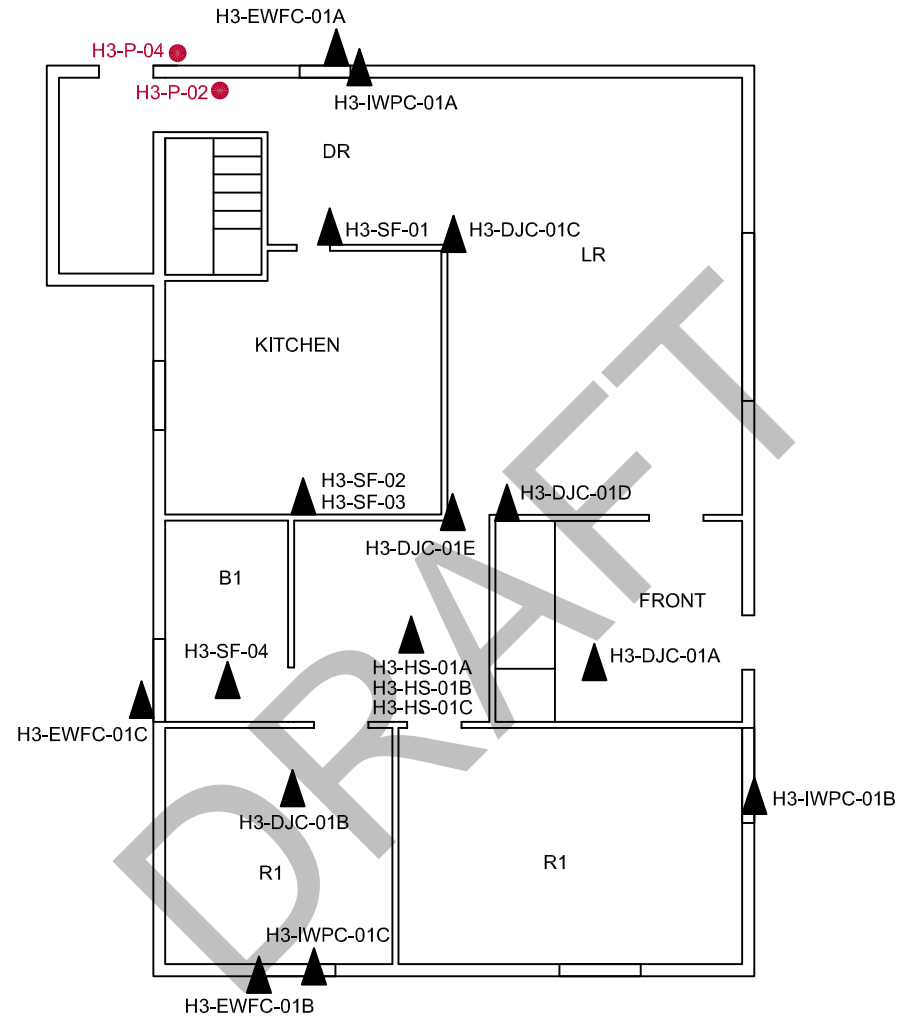 H3-EWFC-01A
H3-P-04
H3-P-02
H3-IWPC-01A
DR
H3-SF-01
H3-DJC-01C
LR
KITCHEN
H3-SF-02
H3-SF-03
H3-DJC-01D
H3-DJC-01E
B1
FRONT
H3-SF-04
H3-HS-01A
H3-HS-01B
H3-HS-01C
H3-DJC-01A
H3-EWFC-01C
H3-DJC-01B
H3-IWPC-01B
R1
R1
H3-IWPC-01C
H3-EWFC-01B
DRAFT